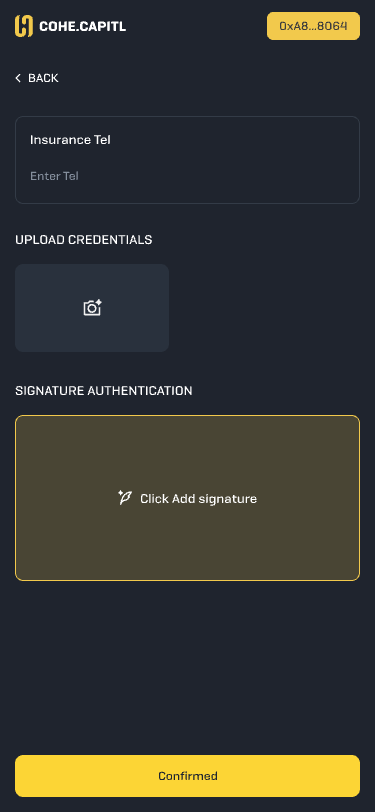 COHE.CAPITL
0xA8...8064
BACK
Insurance Tel
Enter Tel
UPLOAD CREDENTIALS
SIGNATURE AUTHENTICATION
Click Add signature
Confirmed